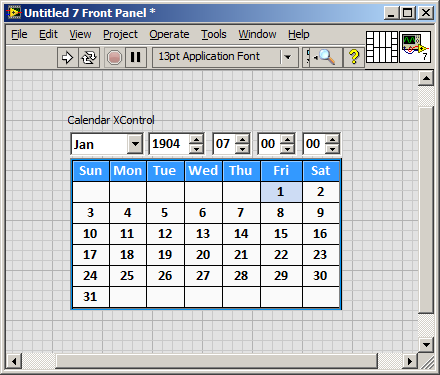 Untitled 7 Front Panel *
File Edit View Project Operate Tools Window Help
13pt Application Font ?
7
Calendar XControl
Jan 1904 07 00 00
Sun Mon Tue Wed Thu Fri Sat
1 2
3 4 5 6 7 8 9
10 11 12 13 14 15 16
17 18 19 20 21 22 23
24 25 26 27 28 29 30
31